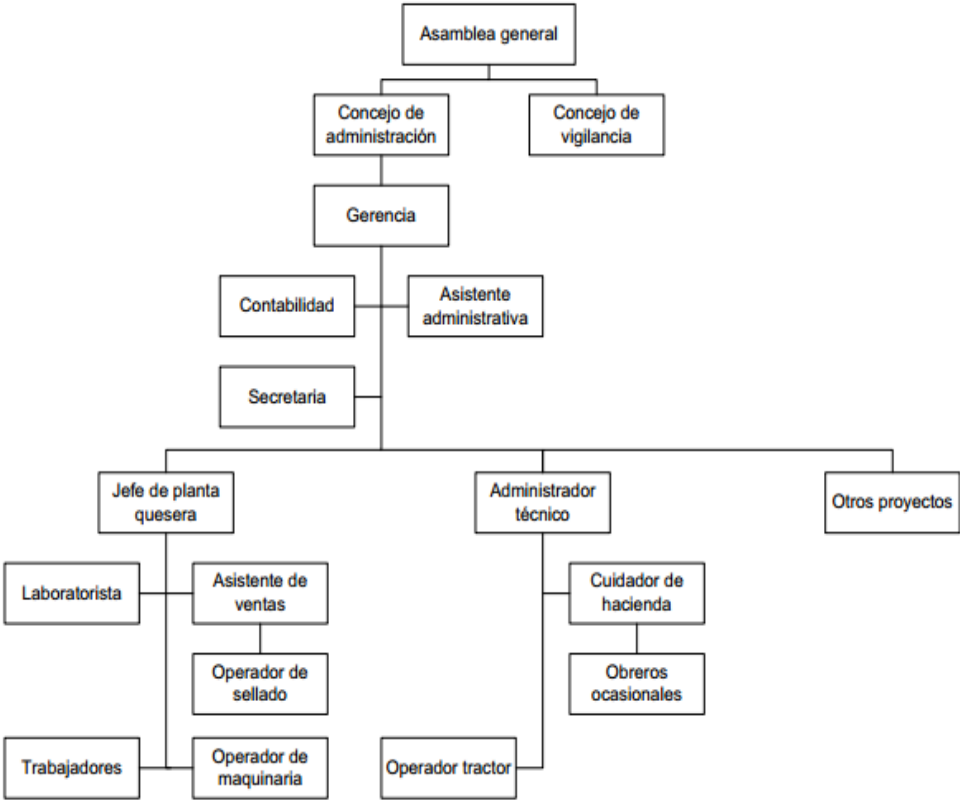 Asamblea general
Concejo de
administración
Concejo de
vigilancia
Gerencia
Contabilidad
Asistente
administrativa
Secretaria
Jefe de planta
quesera
Administrador
técnico
Otros proyectos
Laboratorista
Asistente de
ventas
Cuidador de
hacienda
Operador de
sellado
Obreros
ocasionales
Trabajadores
Operador de
maquinaria
Operador tractor